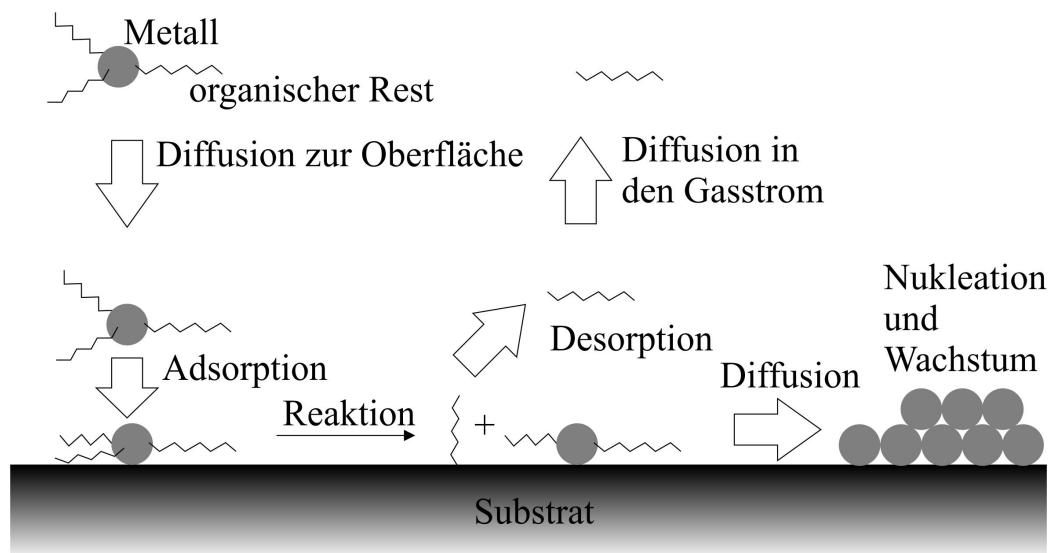 Metall
organischer Rest
Diffusion zur Oberfläche
Diffusion in
den Gasstrom
Nukleation
und
Wachstum
Desorption
Adsorption
Diffusion
Reaktion
+
Substrat